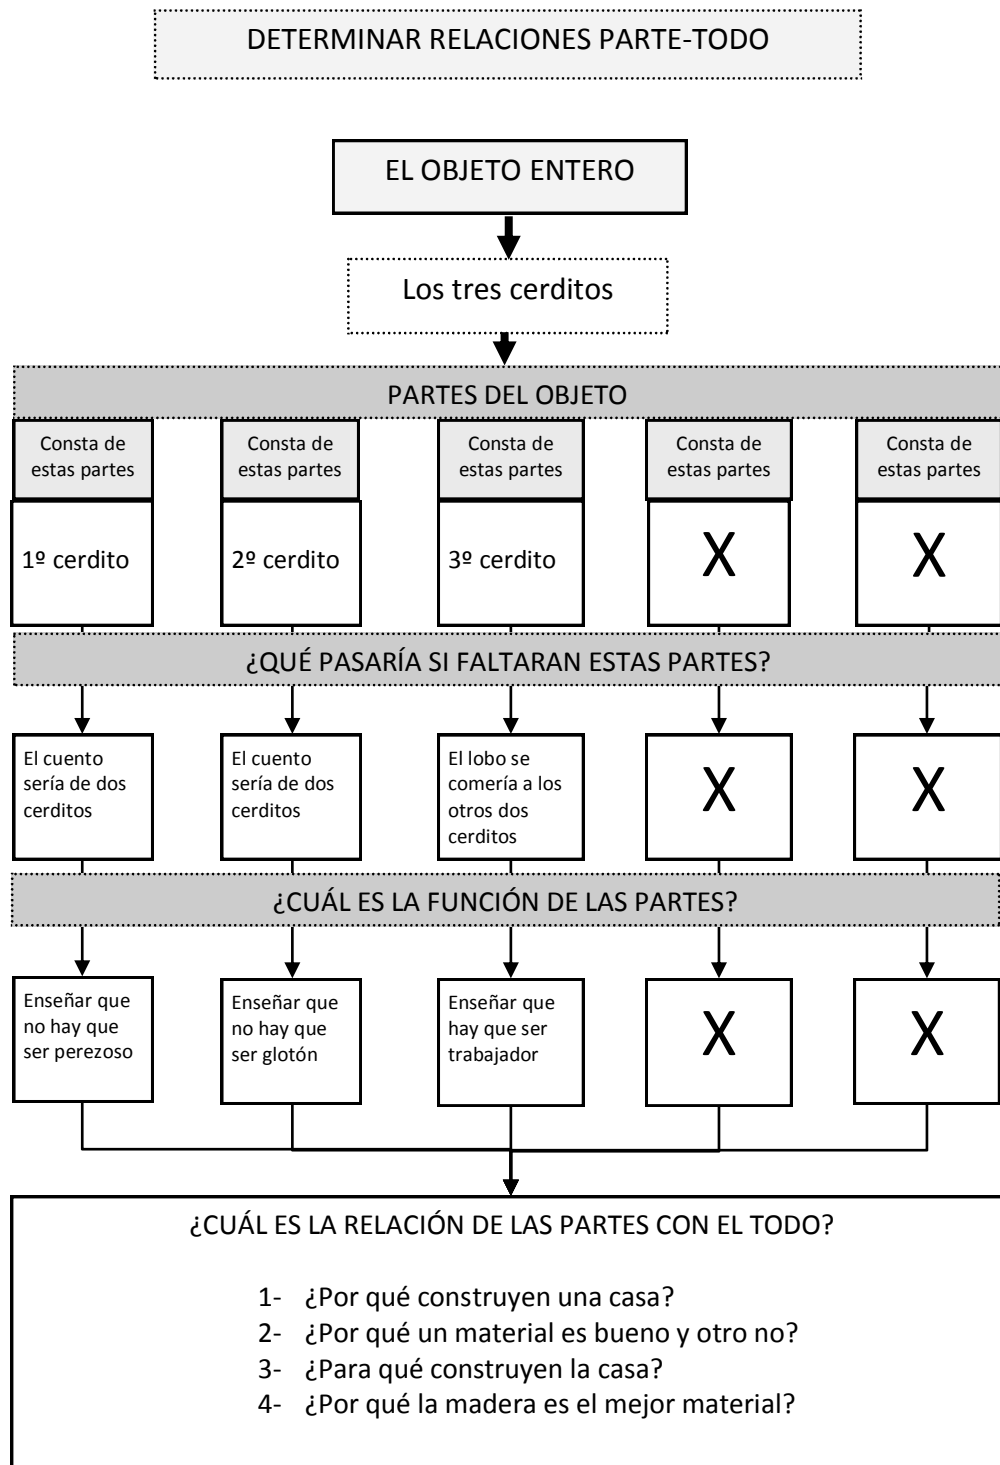 DETERMINAR RELACIONES PARTE-TODO
EL OBJETO ENTERO
Los tres cerditos
PARTES DEL OBJETO
Consta de
estas partes
Consta de
estas partes
Consta de
estas partes
Consta de
estas partes
Consta de
estas partes
1º cerdito
2º cerdito
3º cerdito
X
X
¿QUÉ PASARÍA SI FALTARAN ESTAS PARTES?
El cuento
sería de dos
cerditos
El cuento
sería de dos
cerditos
El lobo se
comería a los
otros dos
cerditos
X
X
¿CUÁL ES LA FUNCIÓN DE LAS PARTES?
Enseñar que
no hay que
ser perezoso
Enseñar que
no hay que
ser glotón
Enseñar que
hay que ser
trabajador
X
X
¿CUÁL ES LA RELACIÓN DE LAS PARTES CON EL TODO?
1- ¿Por qué construyen una casa?
2- ¿Por qué un material es bueno y otro no?
3- ¿Para qué construyen la casa?
4- ¿Por qué la madera es el mejor material?